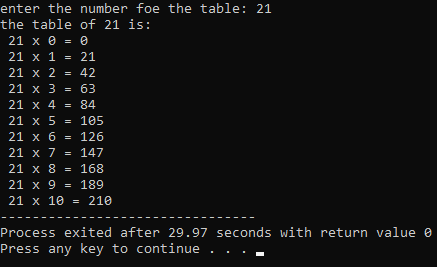 enter the number foe the table: 21
the table of 21 is:
21 x 0 = 0
21 x 1 = 21
21 x 2 = 42
21 x 3 = 63
21 x 4 = 84
21 x 5 = 105
21 x 6 = 126
21 x 7 = 147
21 x 8 = 168
21 x 9 = 189
21 x 10 = 210
--------------------------------
Process exited after 29.97 seconds with return value 0
Press any key to continue . . .